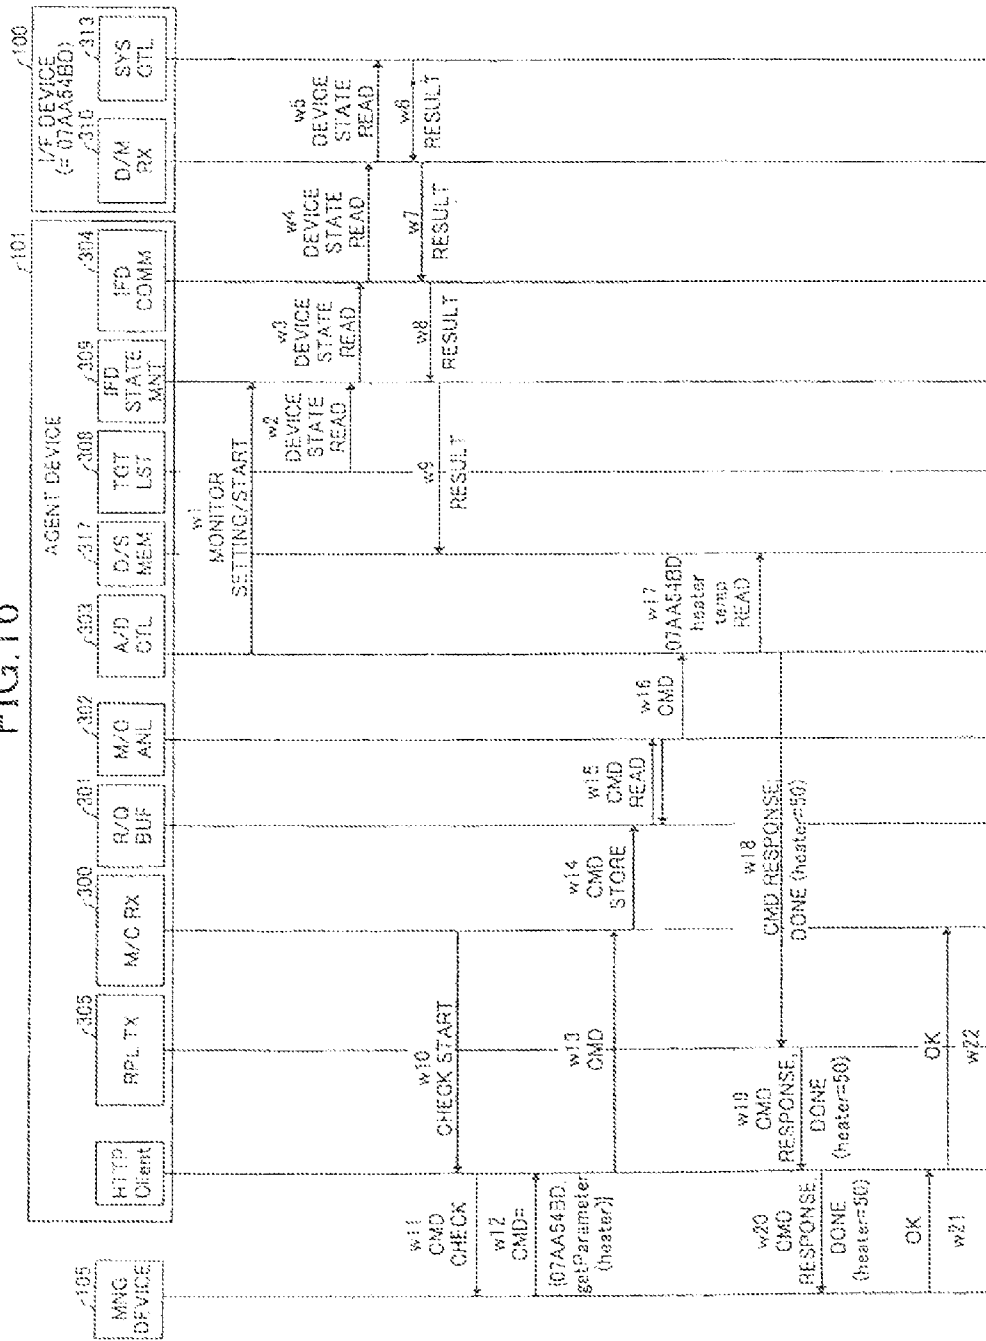 FIG.16
105
MNG
DEVICE
101
AGENT DEVICE
HTTP
Client
305
RPL TX
300
M/C RX
301
R/Q
BUF
302
M/C
ANL
303
A/D
CTL
317
D/S
MEM
308
TGT
LST
309
IFD
STATE
MNT
304
IFD
COMM
100
I/F DEVICE
(= 07AA54BD)
310
D/M
RX
313
SYS
CTL
w1
MONITOR
SETTING/START
w2
DEVICE
STATE
READ
w3
DEVICE
STATE
READ
w4
DEVICE
STATE
READ
w5
DEVICE
STATE
READ
w6
RESULT
w7
RESULT
w8
RESULT
w9
RESULT
w10
CHECK START
w11
CMD
CHECK
w12
CMD=
[07AA54BD,
getParameter
(heater)]
w13
CMD
w14
CMD
STORE
w15
CMD
READ
w16
CMD
w17
07AA54BD
heater
temp
READ
w18
CMD RESPONSE,
DONE (heater=50)
w19
CMD
RESPONSE,
DONE
(heater=50)
w20
CMD
RESPONSE,
DONE
(heater=50)
OK
w21
OK
w22